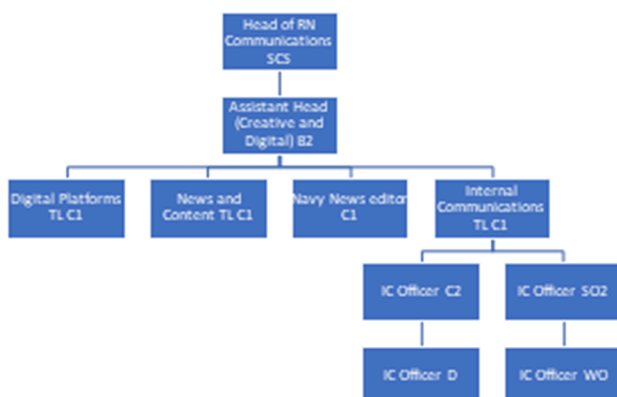 Head of RN
Communications
SCS
Assistant Head
(Creative and
Digital) B2
Digital Platforms
TL C1
News and
Content TL C1
Navy News editor
C1
Internal
Communications
TL C1
IC Officer C2
IC Officer SO2
IC Officer D
IC Officer WO